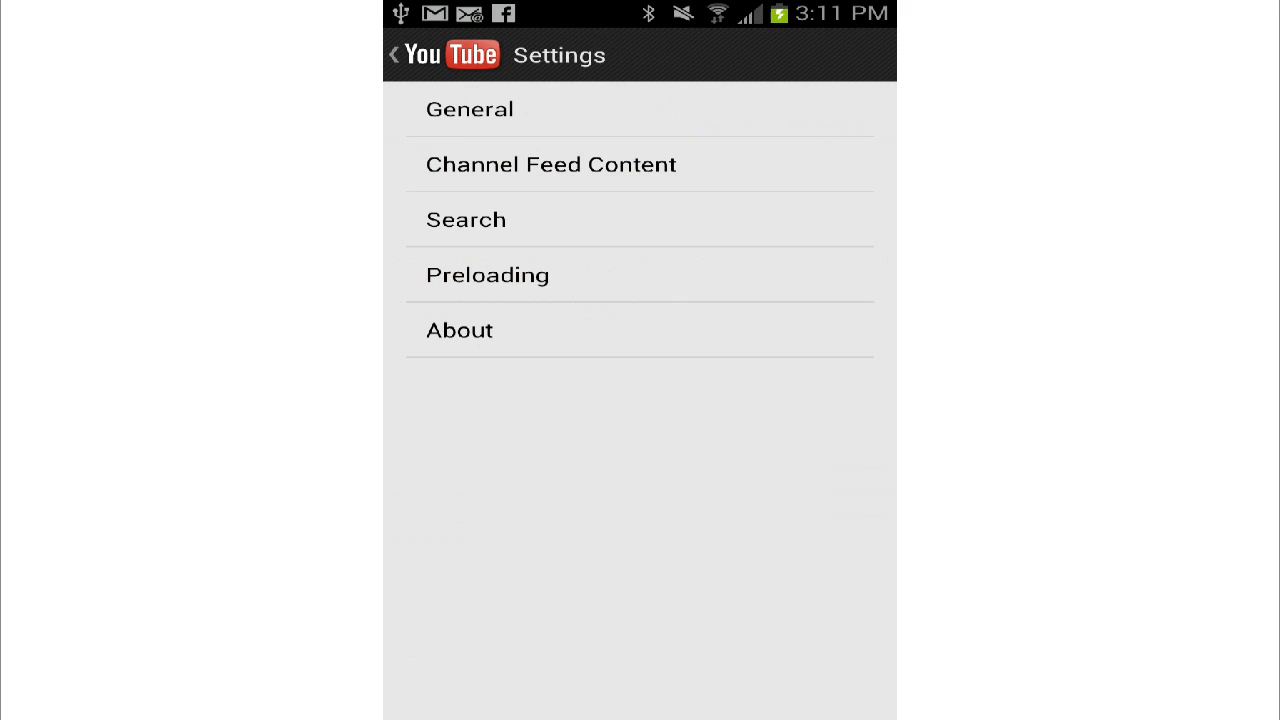 3:11 PM
YouTube Settings
General
Channel Feed Content
Search
Preloading
About